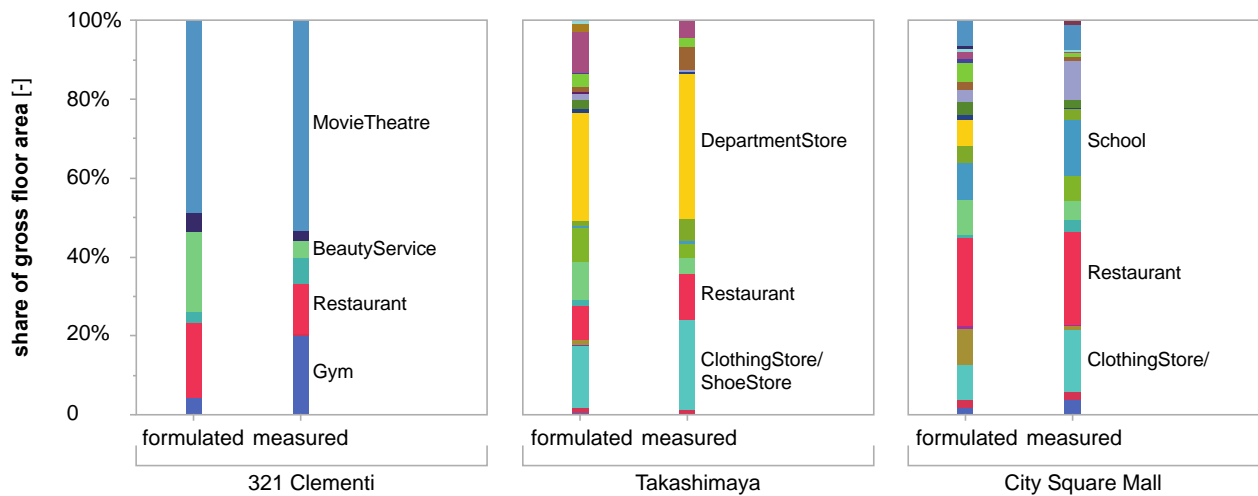 share of gross floor area [-]
100%
80%
60%
40%
20%
0
MovieTheatre
BeautyService
Restaurant
Gym
formulated measured
321 Clementi
DepartmentStore
Restaurant
ClothingStore/
ShoeStore
formulated measured
Takashimaya
School
Restaurant
ClothingStore/
formulated measured
City Square Mall